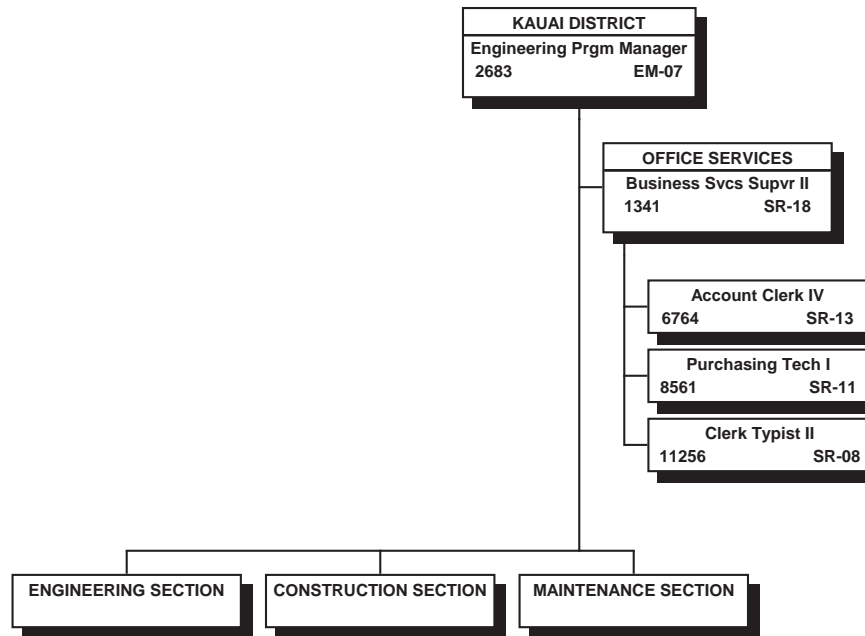 KAUAI DISTRICT
Engineering Prgm Manager
2683 EM-07
OFFICE SERVICES
Business Svcs Supvr II
1341 SR-18
Account Clerk IV
6764 SR-13
Purchasing Tech I
8561 SR-11
Clerk Typist II
11256 SR-08
ENGINEERING SECTION CONSTRUCTION SECTION MAINTENANCE SECTION